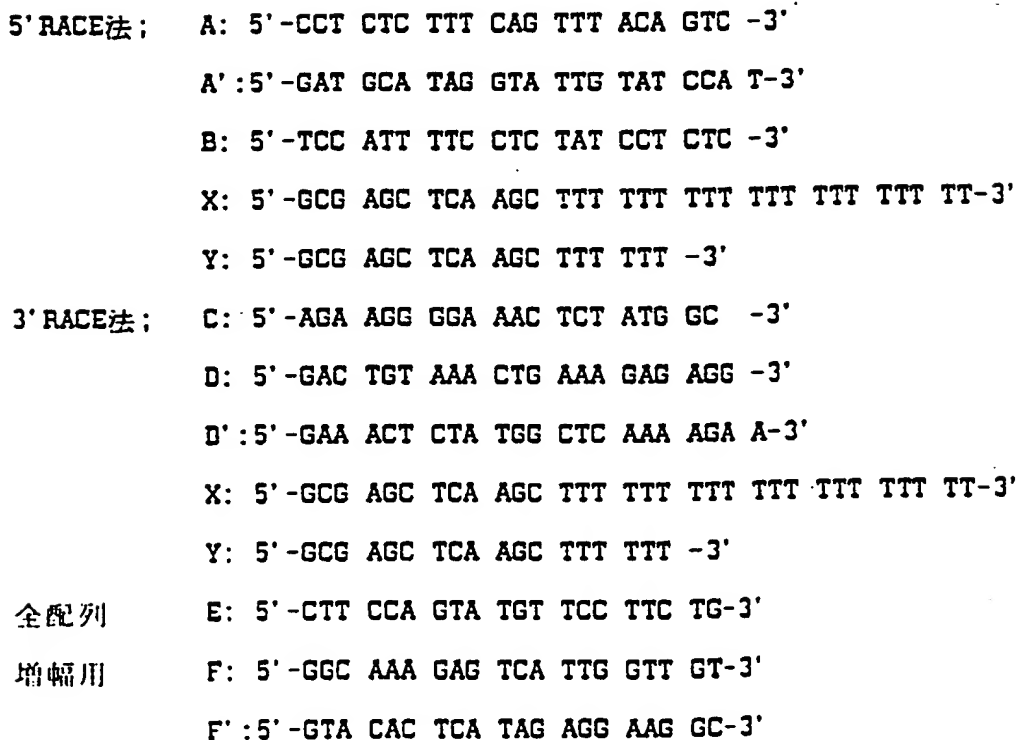 5' RACE法； A: 5'-CCT CTC TTT CAG TTT ACA GTC -3'
A':5'-GAT GCA TAG GTA TTG TAT CCA T-3'
B: 5'-TCC ATT TTC CTC TAT CCT CTC -3'
X: 5'-GCG AGC TCA AGC TTT TTT TTT TTT TTT TTT TT-3'
Y: 5'-GCG AGC TCA AGC TTT TTT -3'
3' RACE法； C: 5'-AGA AGG GGA AAC TCT ATG GC -3'
D: 5'-GAC TGT AAA CTG AAA GAG AGG -3'
D':5'-GAA ACT CTA TGG CTC AAA AGA A-3'
X: 5'-GCG AGC TCA AGC TTT TTT TTT TTT TTT TTT TT-3'
Y: 5'-GCG AGC TCA AGC TTT TTT -3'
全配列 E: 5'-CTT CCA GTA TGT TCC TTC TG-3'
増幅用 F: 5'-GGC AAA GAG TCA TTG GTT GT-3'
F':5'-GTA CAC TCA TAG AGG AAG GC-3'